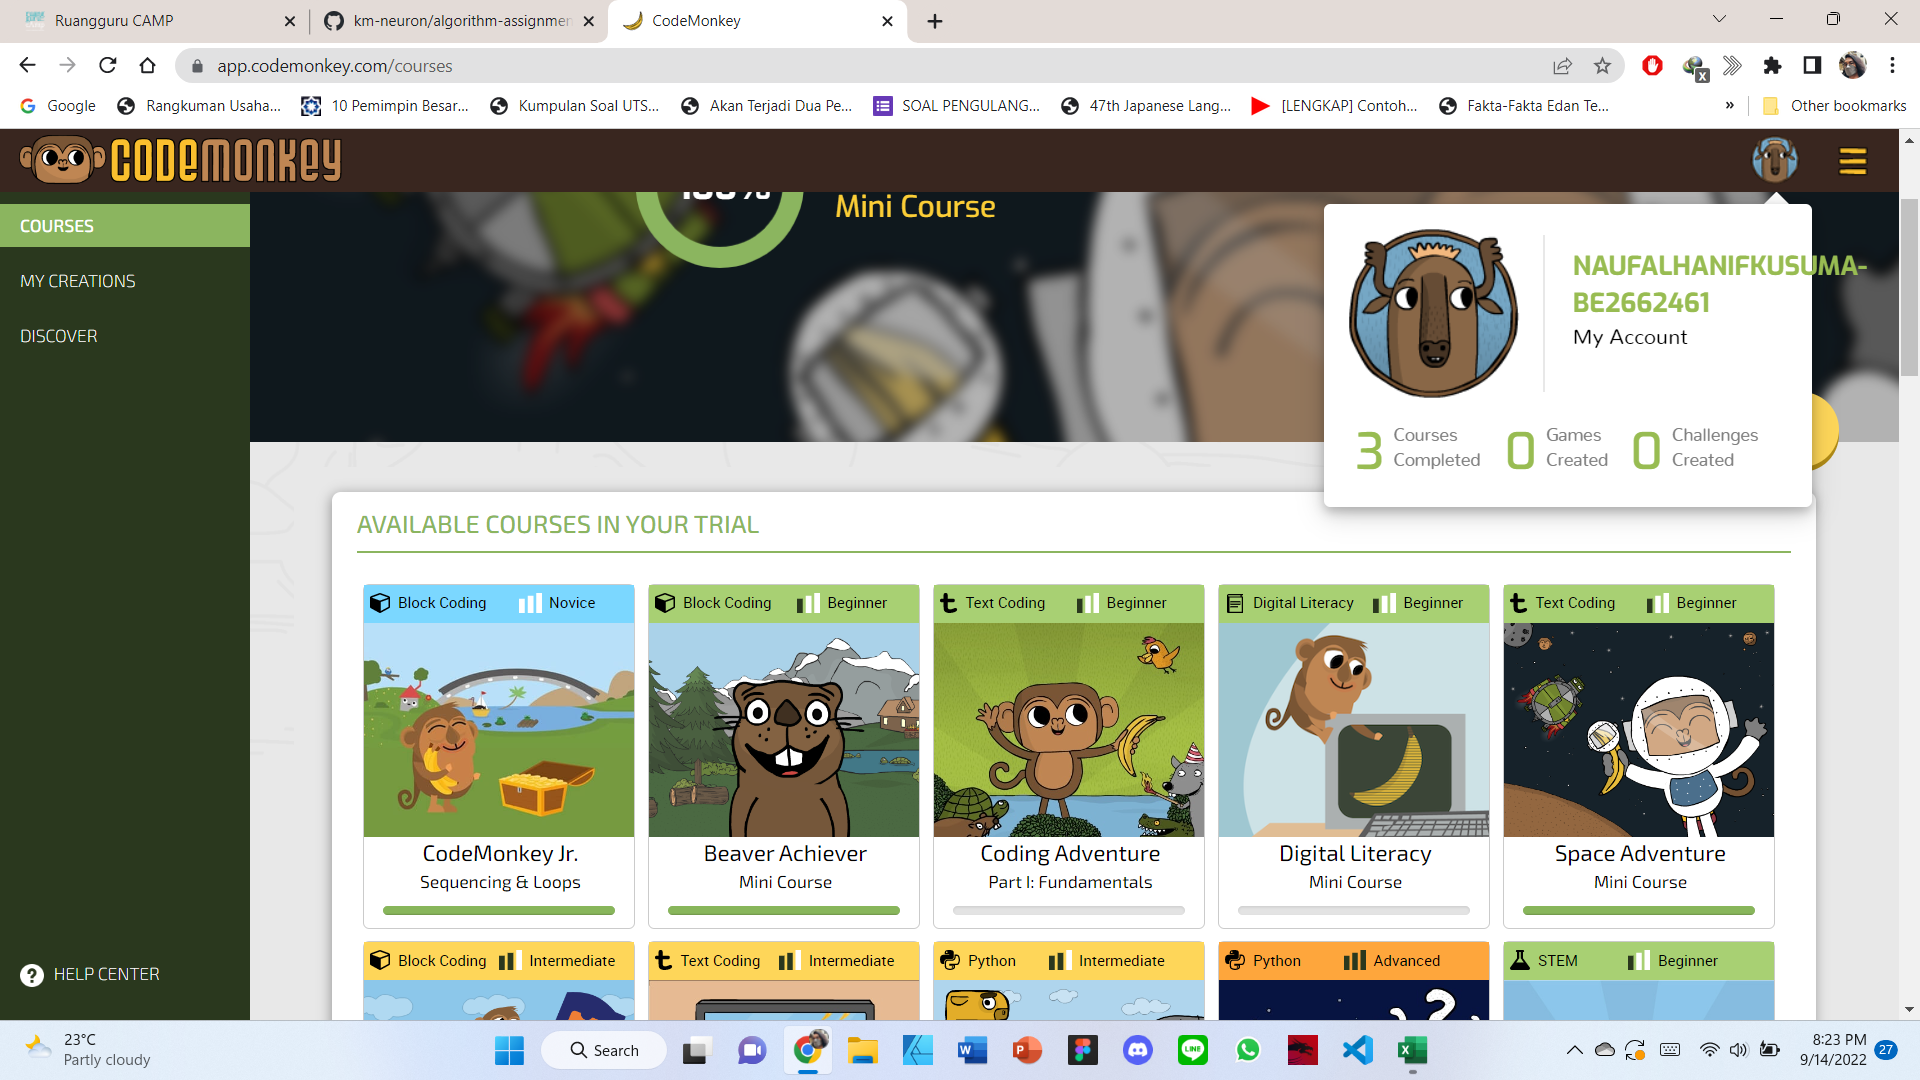 Ruangguru CAMP
km-neuron/algorithm-assignmen
CodeMonkey
app.codemonkey.com/courses
Google
Rangkuman Usaha...
10 Pemimpin Besar...
Kumpulan Soal UTS...
Akan Terjadi Dua Pe...
SOAL PENGULANG...
47th Japanese Lang...
[LENGKAP] Contoh...
Fakta-Fakta Edan Te...
»
Other bookmarks
CODEMONKEY
COURSES
MY CREATIONS
DISCOVER
HELP CENTER
100%
Mini Course
NAUFALHANIFKUSUMA-
BE2662461
My Account
3 Courses Completed
0 Games Created
0 Challenges Created
AVAILABLE COURSES IN YOUR TRIAL
Block Coding Novice
CodeMonkey Jr.
Sequencing & Loops
Block Coding Beginner
Beaver Achiever
Mini Course
Text Coding Beginner
Coding Adventure
Part I: Fundamentals
Digital Literacy Beginner
Digital Literacy
Mini Course
Text Coding Beginner
Space Adventure
Mini Course
Block Coding Intermediate
Text Coding Intermediate
Python Intermediate
Python Advanced
STEM Beginner
23°C
Partly cloudy
Search
8:23 PM
9/14/2022
27